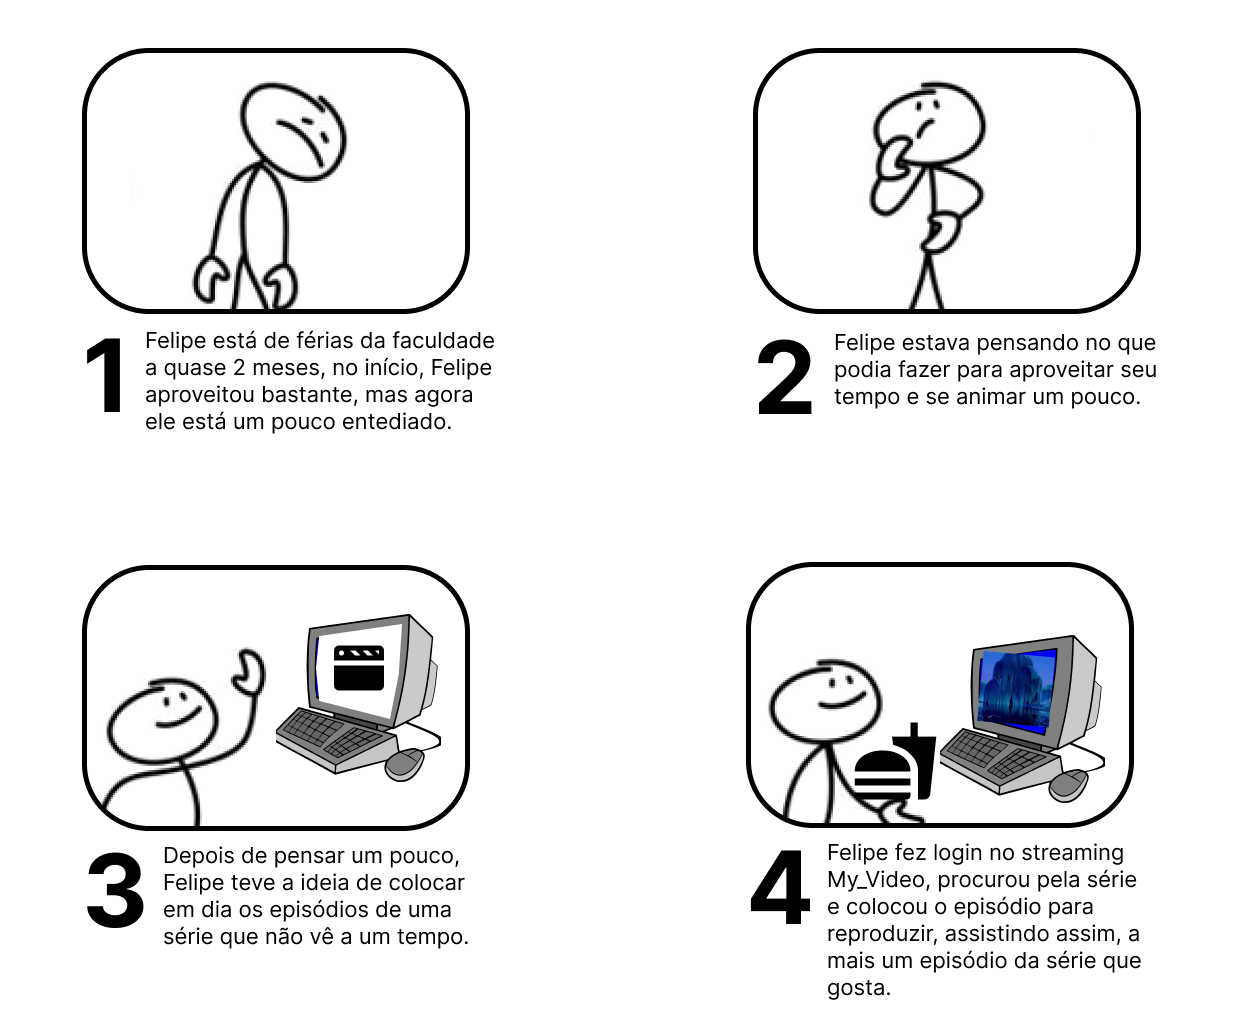 1
Felipe está de férias da faculdade
a quase 2 meses, no início, Felipe
aproveitou bastante, mas agora
ele está um pouco entediado.
2
Felipe estava pensando no que
podia fazer para aproveitar seu
tempo e se animar um pouco.
3
Depois de pensar um pouco,
Felipe teve a ideia de colocar
em dia os episódios de uma
série que não vê a um tempo.
4
Felipe fez login no streaming
My_Video, procurou pela série
e colocou o episódio para
reproduzir, assistindo assim, a
mais um episódio da série que
gosta.